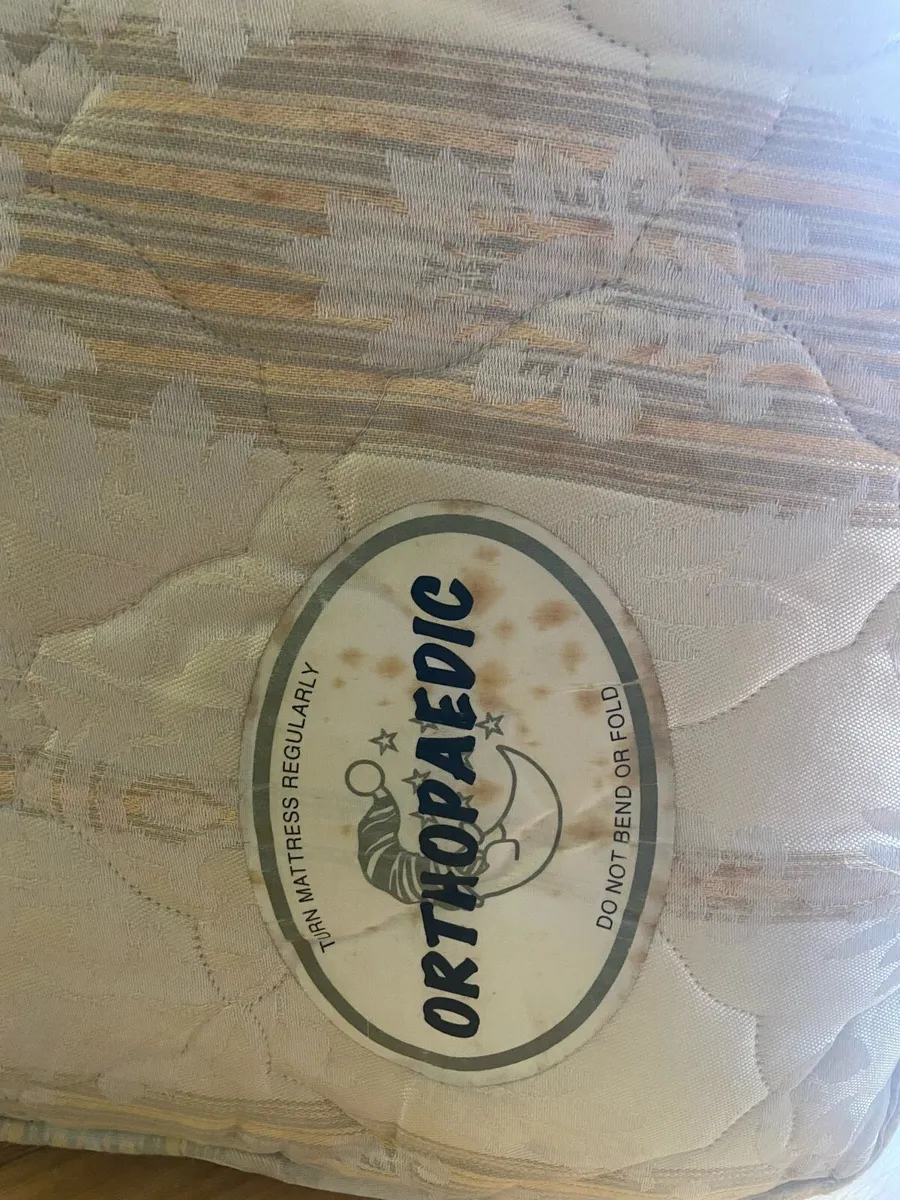 TURN MATTRESS REGULARLY
ORTHOPAEDIC
DO NOT BEND OR FOLD